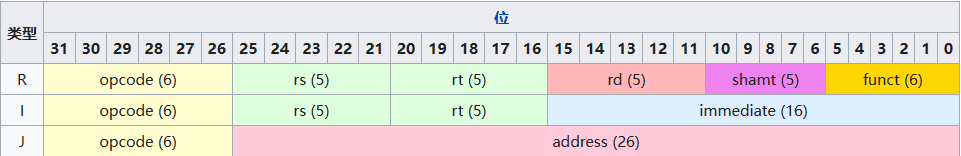 类型 位
31 30 29 28 27 26 25 24 23 22 21 20 19 18 17 16 15 14 13 12 11 10 9 8 7 6 5 4 3 2 1 0
R opcode (6) rs (5) rt (5) rd (5) shamt (5) funct (6)
I opcode (6) rs (5) rt (5) immediate (16)
J opcode (6) address (26)